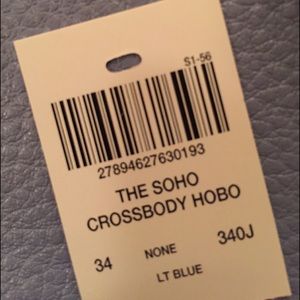 S1-56
27894627630193
THE SOHO
CROSSBODY HOBO
34 NONE 340J
LT BLUE